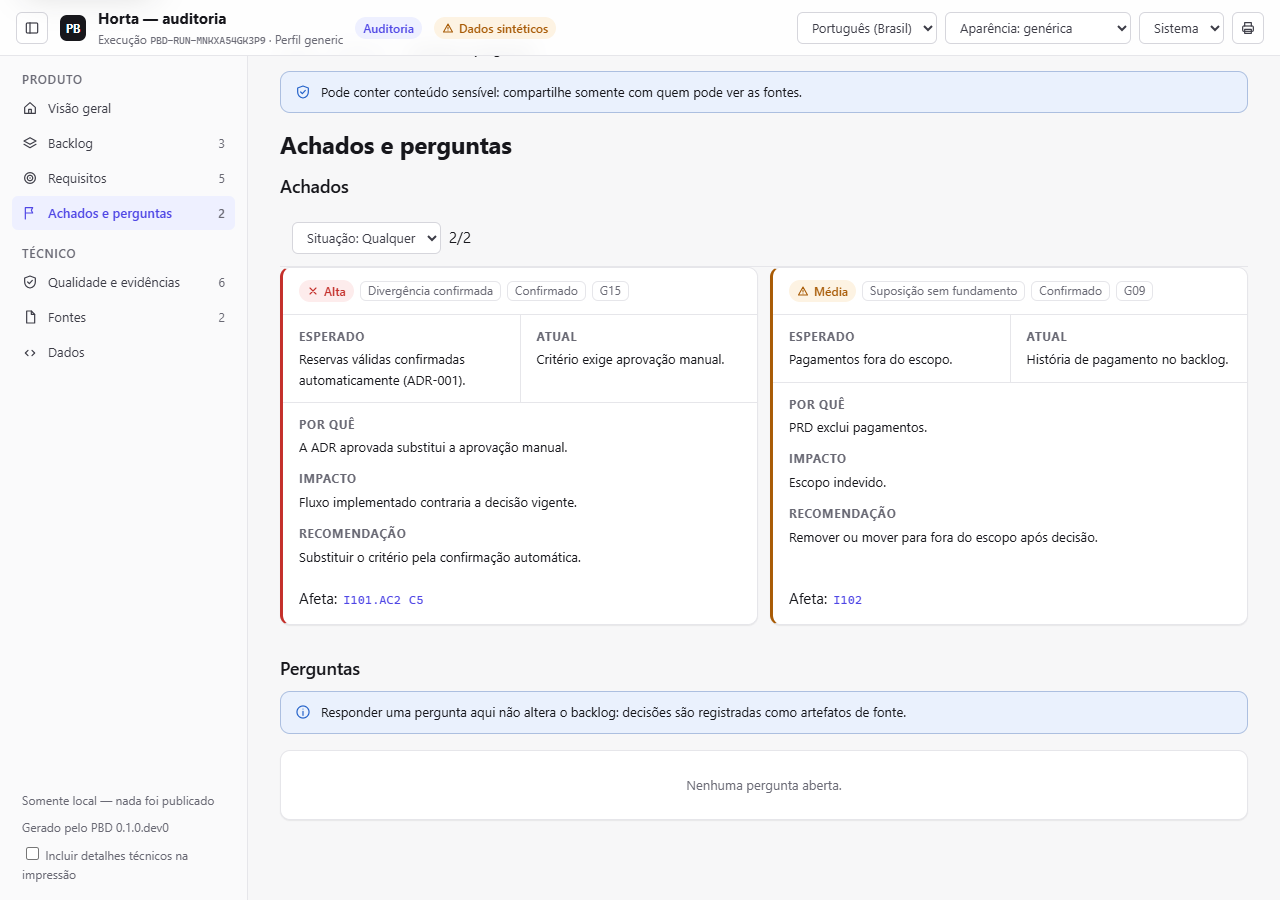 PB
Horta — auditoria
Execução PBD-RUN-MNKXA54GK3P9 · Perfil generic
Auditoria
Dados sintéticos
Português (Brasil)
Aparência: genérica
Sistema
PRODUTO
Visão geral
Backlog 3
Requisitos 5
Achados e perguntas 2
TÉCNICO
Qualidade e evidências 6
Fontes 2
Dados
Somente local — nada foi publicado
Gerado pelo PBD 0.1.0.dev0
Incluir detalhes técnicos na
impressão
Pode conter conteúdo sensível: compartilhe somente com quem pode ver as fontes.
Achados e perguntas
Achados
Situação: Qualquer 2/2
Alta Divergência confirmada Confirmado G15
ESPERADO
Reservas válidas confirmadas
automaticamente (ADR-001).
ATUAL
Critério exige aprovação manual.
POR QUÊ
A ADR aprovada substitui a aprovação manual.
IMPACTO
Fluxo implementado contraria a decisão vigente.
RECOMENDAÇÃO
Substituir o critério pela confirmação automática.
Afeta: I101.AC2 C5
Média Suposição sem fundamento Confirmado G09
ESPERADO
Pagamentos fora do escopo.
ATUAL
História de pagamento no backlog.
POR QUÊ
PRD exclui pagamentos.
IMPACTO
Escopo indevido.
RECOMENDAÇÃO
Remover ou mover para fora do escopo após decisão.
Afeta: I102
Perguntas
Responder uma pergunta aqui não altera o backlog: decisões são registradas como artefatos de fonte.
Nenhuma pergunta aberta.